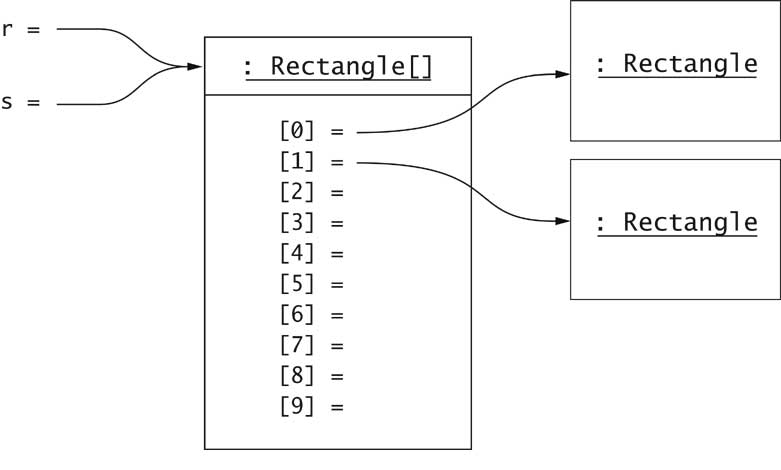 r =
s =
: Rectangle[]
[0] =
[1] =
[2] =
[3] =
[4] =
[5] =
[6] =
[7] =
[8] =
[9] =
: Rectangle
: Rectangle